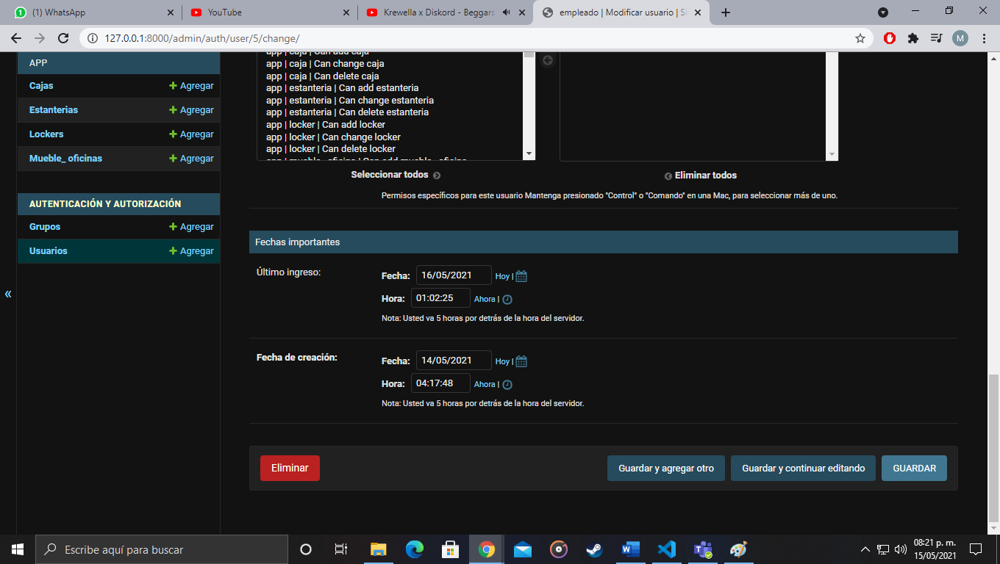 (1) WhatsApp
YouTube
Krewella x Diskord - Beggars
empleado | Modificar usuario | Si
127.0.0.1:8000/admin/auth/user/5/change/
M
APP
Cajas
Agregar
Estanterias
Agregar
Lockers
Agregar
Mueble_ oficinas
Agregar
AUTENTICACIÓN Y AUTORIZACIÓN
Grupos
Agregar
Usuarios
Agregar
«
app | caja | Can add caja
app | caja | Can change caja
app | caja | Can delete caja
app | estanteria | Can add estanteria
app | estanteria | Can change estanteria
app | estanteria | Can delete estanteria
app | locker | Can add locker
app | locker | Can change locker
app | locker | Can delete locker
app | mueble_ oficina | Can add mueble_ oficina
Seleccionar todos
Eliminar todos
Permisos específicos para este usuario Mantenga presionado "Control" o "Comando" en una Mac, para seleccionar más de uno.
Fechas importantes
Último ingreso:
Fecha: 16/05/2021 Hoy |
Hora: 01:02:25 Ahora |
Nota: Usted va 5 horas por detrás de la hora del servidor.
Fecha de creación:
Fecha: 14/05/2021 Hoy |
Hora: 04:17:48 Ahora |
Nota: Usted va 5 horas por detrás de la hora del servidor.
Eliminar
Guardar y agregar otro
Guardar y continuar editando
GUARDAR
Escribe aquí para buscar
08:21 p. m.
15/05/2021